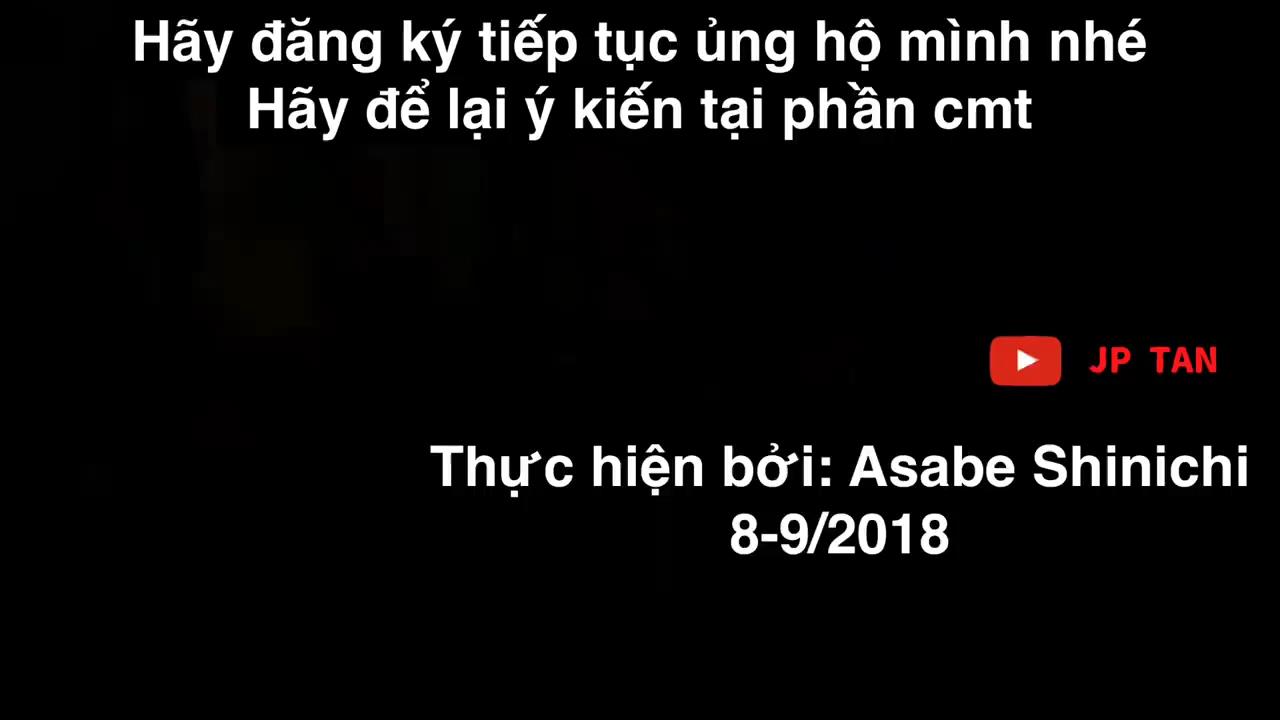 Hãy đăng ký tiếp tục ủng hộ mình nhé
Hãy để lại ý kiến tại phần cmt
JP TAN
Thực hiện bởi: Asabe Shinichi
8-9/2018